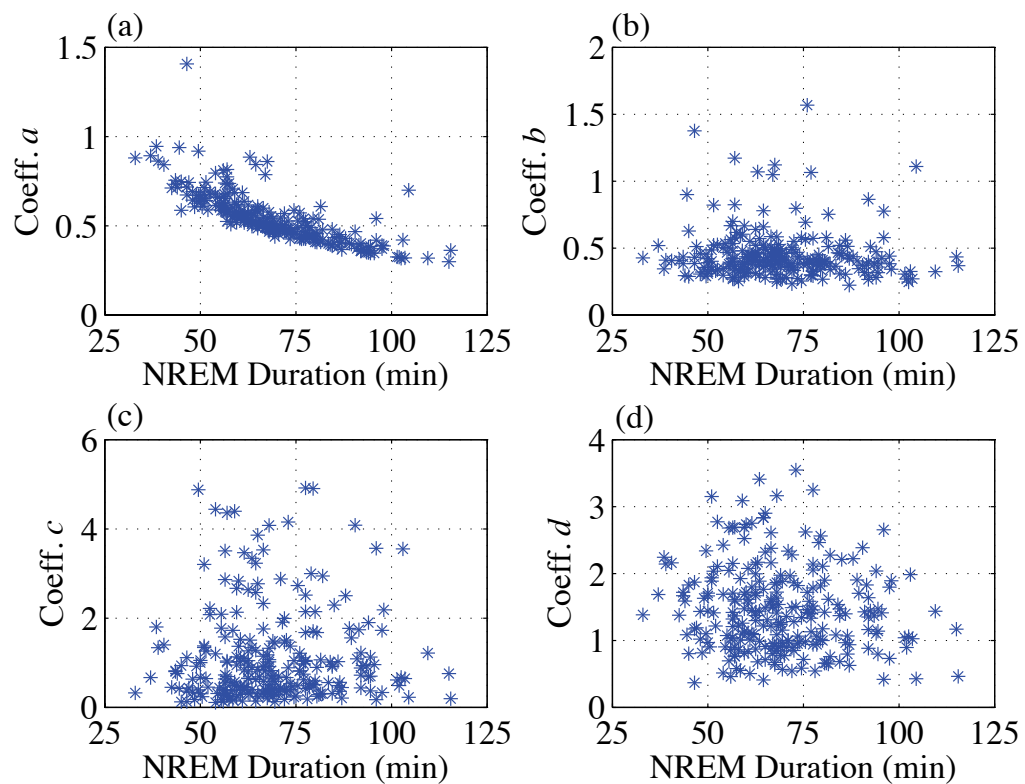 (a)
1.5
1
0.5
0
Coeff. a
25 50 75 100 125
NREM Duration (min)
(b)
2
1.5
1
0.5
0
Coeff. b
25 50 75 100 125
NREM Duration (min)
(c)
6
4
2
0
Coeff. c
25 50 75 100 125
NREM Duration (min)
(d)
4
3
2
1
0
Coeff. d
25 50 75 100 125
NREM Duration (min)